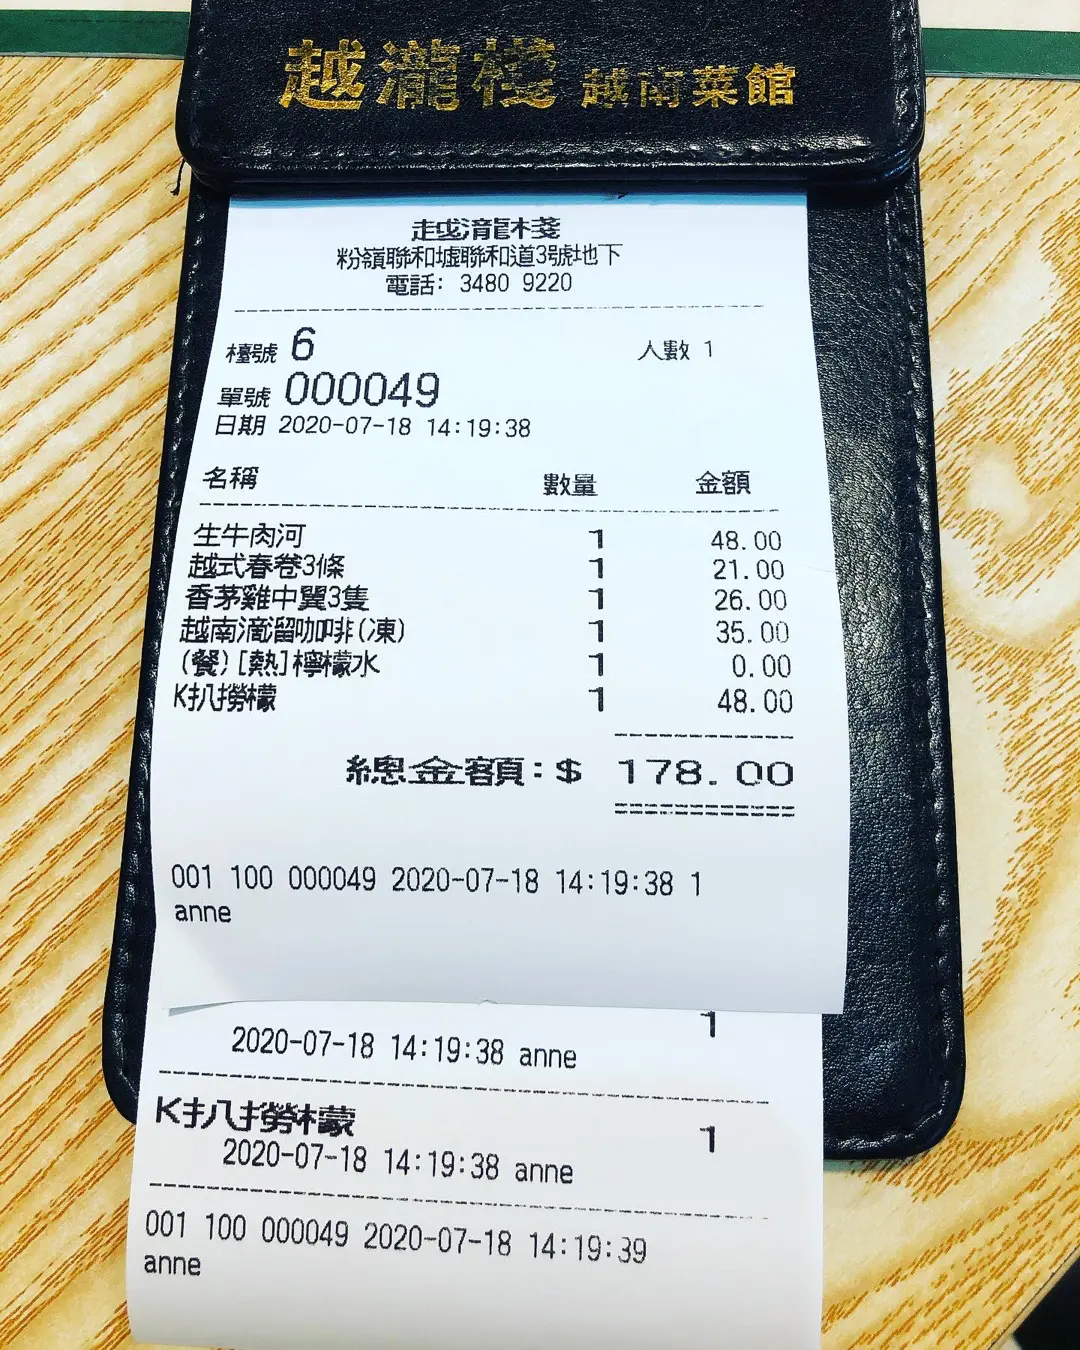 越瀧棧 越南菜館
越瀧棧
粉嶺聯和墟聯和道3號地下
電話: 3480 9220
檯號 6 人數 1
單號 000049
日期 2020-07-18 14:19:38
名稱 數量 金額
生牛肉河 1 48.00
越式春卷3條 1 21.00
香茅雞中翼3隻 1 26.00
越南滴留咖啡(凍) 1 35.00
(餐)[熱]檸檬水 1 0.00
K扒撈檬 1 48.00
總金額:$ 178.00
001 100 000049 2020-07-18 14:19:38 1
anne
1
2020-07-18 14:19:38 anne
K扒撈檬 1
2020-07-18 14:19:38 anne
001 100 000049 2020-07-18 14:19:39
anne